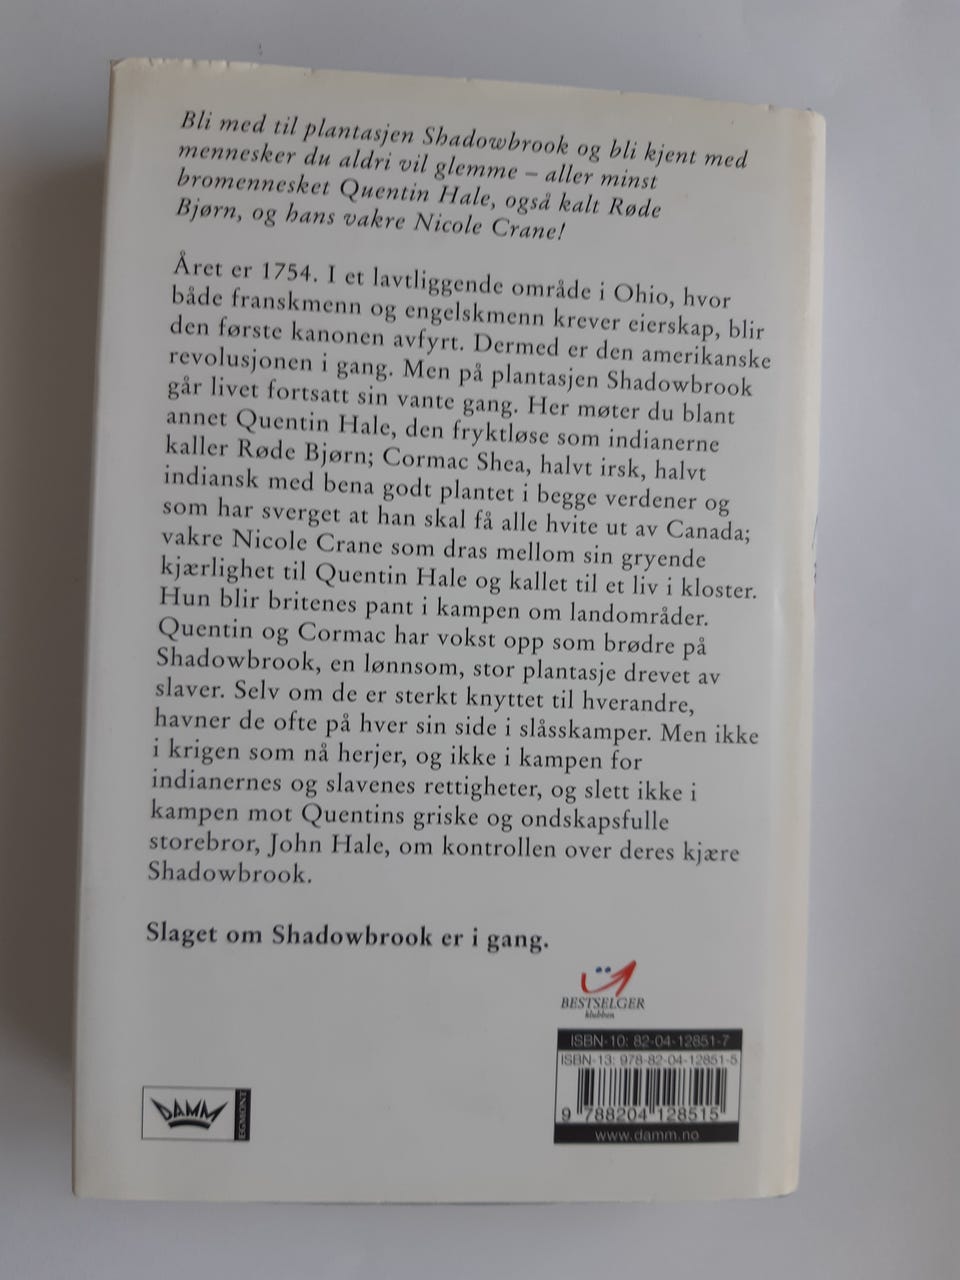 Bli med til plantasjen Shadowbrook og bli kjent med
mennesker du aldri vil glemme – aller minst
bromennesket Quentin Hale, også kalt Røde
Bjørn, og hans vakre Nicole Crane!
Året er 1754. I et lavtliggende område i Ohio, hvor
både franskmenn og engelskmenn krever eierskap, blir
den første kanonen avfyrt. Dermed er den amerikanske
revolusjonen i gang. Men på plantasjen Shadowbrook
går livet fortsatt sin vante gang. Her møter du blant
annet Quentin Hale, den fryktløse som indianerne
kaller Røde Bjørn; Cormac Shea, halvt irsk, halvt
indiansk med bena godt plantet i begge verdener og
som har sverget at han skal få alle hvite ut av Canada;
vakre Nicole Crane som dras mellom sin gryende
kjærlighet til Quentin Hale og kallet til et liv i kloster.
Hun blir britenes pant i kampen om landområder.
Quentin og Cormac har vokst opp som brødre på
Shadowbrook, en lønnsom, stor plantasje drevet av
slaver. Selv om de er sterkt knyttet til hverandre,
havner de ofte på hver sin side i slåsskamper. Men ikke
i krigen som nå herjer, og ikke i kampen for
indianernes og slavenes rettigheter, og slett ikke i
kampen mot Quentins griske og ondskapsfulle
storebror, John Hale, om kontrollen over deres kjære
Shadowbrook.
Slaget om Shadowbrook er i gang.
BESTSELGER
klubben
ISBN-10: 82-04-12851-7
ISBN-13: 978-82-04-12851-5
9 788204 128515
www.damm.no
DAMM
EGMONT